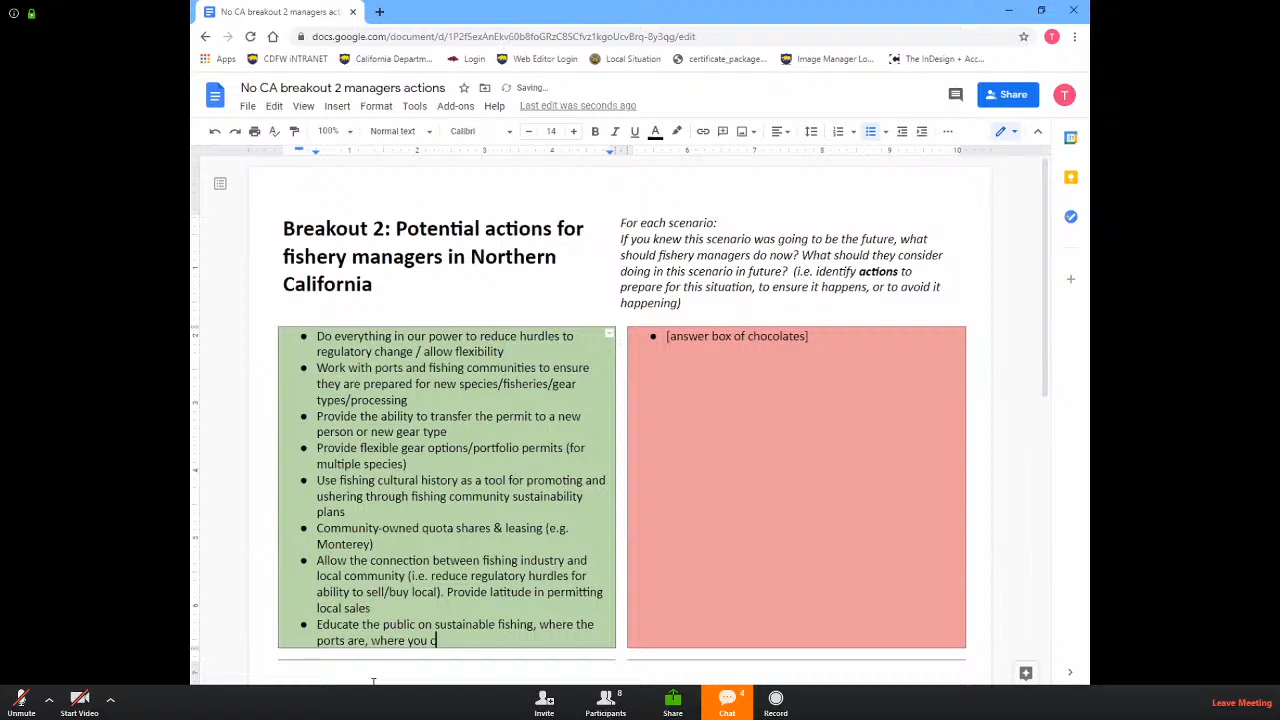 No CA breakout 2 managers acti
docs.google.com/document/d/1P2f5exAnEkv60b8foGRzC8SCfvz1kgoUcvBrq-8y3qg/edit
Apps
CDFW iNTRANET
California Departm...
Login
Web Editor Login
Local Situation
certificate_package...
Image Manager Lo...
The InDesign + Acc...
No CA breakout 2 managers actions
Saving...
File Edit View Insert Format Tools Add-ons Help Last edit was seconds ago
Share
T
100% Normal text Calibri 14
1 2 3 4 6 7 8 9 10
Breakout 2: Potential actions for
fishery managers in Northern
California
For each scenario:
If you knew this scenario was going to be the future, what
should fishery managers do now? What should they consider
doing in this scenario in future? (i.e. identify actions to
prepare for this situation, to ensure it happens, or to avoid it
happening)
● Do everything in our power to reduce hurdles to
regulatory change / allow flexibility
● Work with ports and fishing communities to ensure
they are prepared for new species/fisheries/gear
types/processing
● Provide the ability to transfer the permit to a new
person or new gear type
● Provide flexible gear options/portfolio permits (for
multiple species)
● Use fishing cultural history as a tool for promoting and
ushering through fishing community sustainability
plans
● Community-owned quota shares & leasing (e.g.
Monterey)
● Allow the connection between fishing industry and
local community (i.e. reduce regulatory hurdles for
ability to sell/buy local). Provide latitude in permitting
local sales
● Educate the public on sustainable fishing, where the
ports are, where you c
● [answer box of chocolates]
Unmute
Start Video
Invite
Participants 8
Share
Chat 4
Record
Leave Meeting